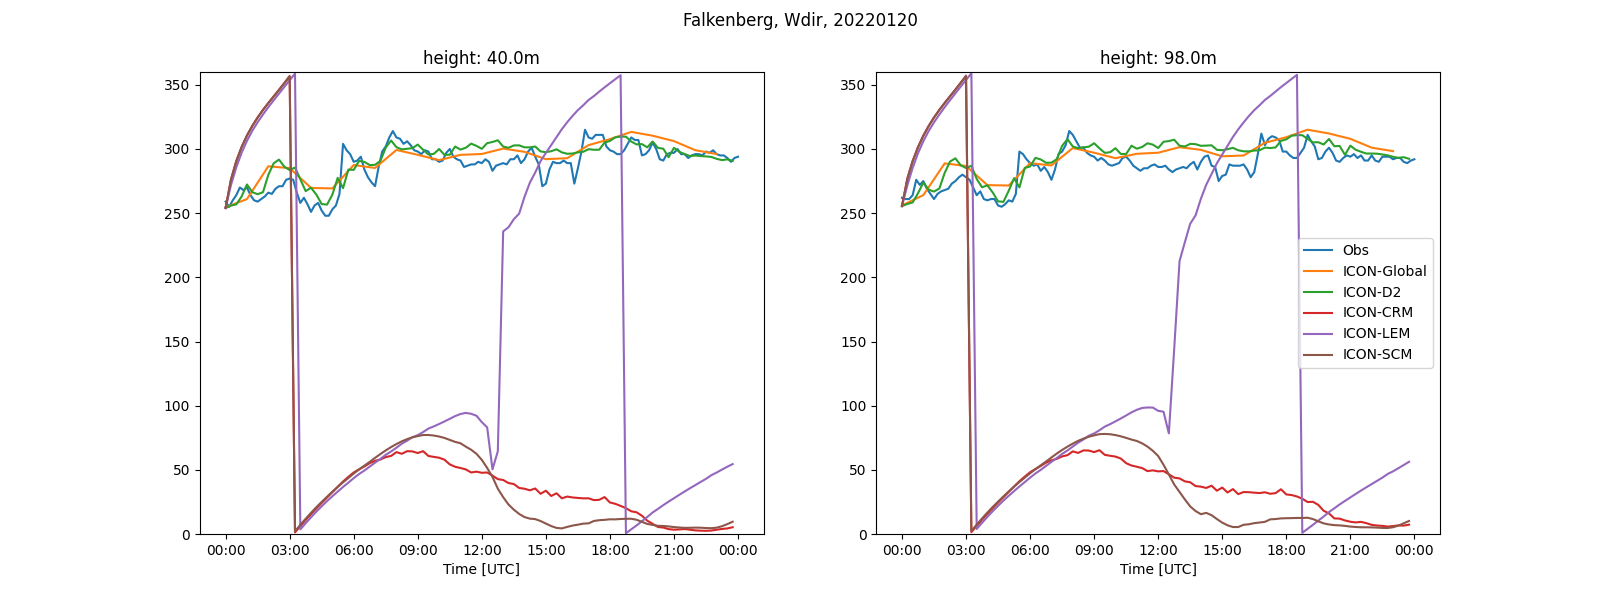 Falkenberg, Wdir, 20220120
height: 40.0m
350
300
250
200
150
100
50
0
00:00 03:00 06:00 09:00 12:00 15:00 18:00 21:00 00:00
Time [UTC]
height: 98.0m
350
300
250
200
150
100
50
0
00:00 03:00 06:00 09:00 12:00 15:00 18:00 21:00 00:00
Time [UTC]
Obs
ICON-Global
ICON-D2
ICON-CRM
ICON-LEM
ICON-SCM